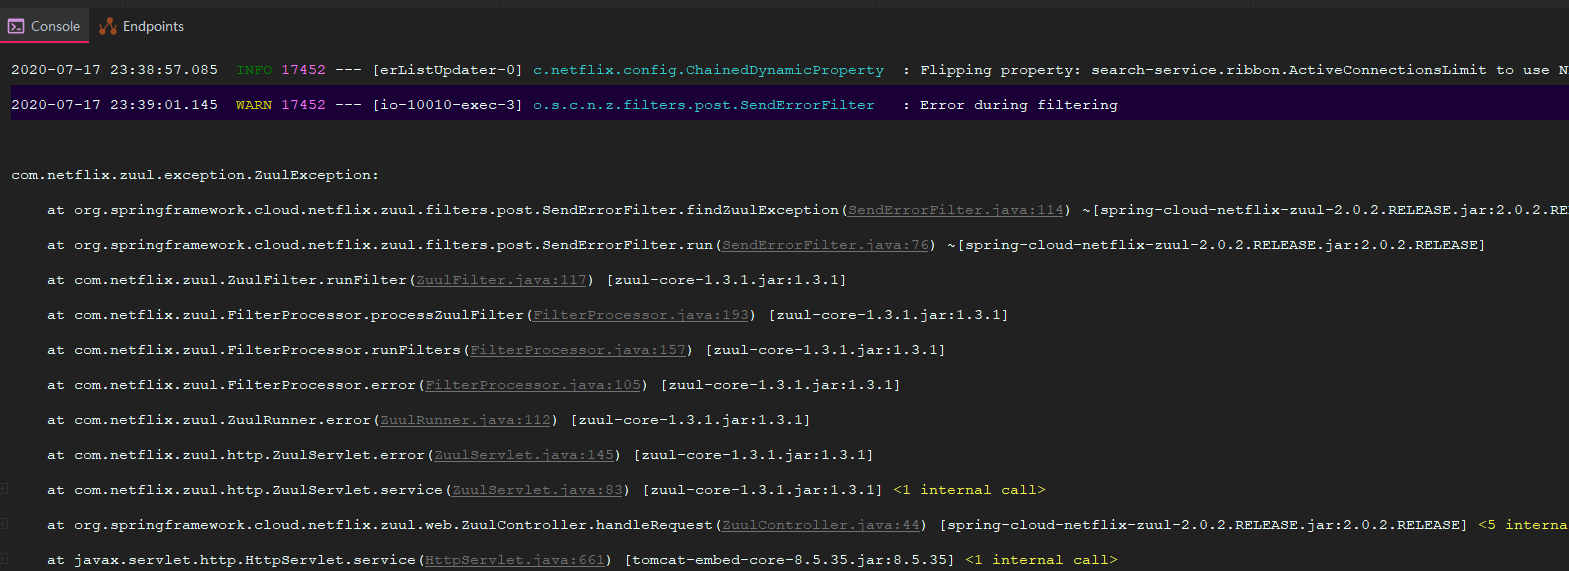 Console Endpoints
2020-07-17 23:38:57.085 INFO 17452 --- [erListUpdater-0] c.netflix.config.ChainedDynamicProperty : Flipping property: search-service.ribbon.ActiveConnectionsLimit to use N
2020-07-17 23:39:01.145 WARN 17452 --- [io-10010-exec-3] o.s.c.n.z.filters.post.SendErrorFilter : Error during filtering
com.netflix.zuul.exception.ZuulException:
at org.springframework.cloud.netflix.zuul.filters.post.SendErrorFilter.findZuulException(SendErrorFilter.java:114) ~[spring-cloud-netflix-zuul-2.0.2.RELEASE.jar:2.0.2.RE
at org.springframework.cloud.netflix.zuul.filters.post.SendErrorFilter.run(SendErrorFilter.java:76) ~[spring-cloud-netflix-zuul-2.0.2.RELEASE.jar:2.0.2.RELEASE]
at com.netflix.zuul.ZuulFilter.runFilter(ZuulFilter.java:117) [zuul-core-1.3.1.jar:1.3.1]
at com.netflix.zuul.FilterProcessor.processZuulFilter(FilterProcessor.java:193) [zuul-core-1.3.1.jar:1.3.1]
at com.netflix.zuul.FilterProcessor.runFilters(FilterProcessor.java:157) [zuul-core-1.3.1.jar:1.3.1]
at com.netflix.zuul.FilterProcessor.error(FilterProcessor.java:105) [zuul-core-1.3.1.jar:1.3.1]
at com.netflix.zuul.ZuulRunner.error(ZuulRunner.java:112) [zuul-core-1.3.1.jar:1.3.1]
at com.netflix.zuul.http.ZuulServlet.error(ZuulServlet.java:145) [zuul-core-1.3.1.jar:1.3.1]
at com.netflix.zuul.http.ZuulServlet.service(ZuulServlet.java:83) [zuul-core-1.3.1.jar:1.3.1] <1 internal call>
at org.springframework.cloud.netflix.zuul.web.ZuulController.handleRequest(ZuulController.java:44) [spring-cloud-netflix-zuul-2.0.2.RELEASE.jar:2.0.2.RELEASE] <5 interna
at javax.servlet.http.HttpServlet.service(HttpServlet.java:661) [tomcat-embed-core-8.5.35.jar:8.5.35] <1 internal call>